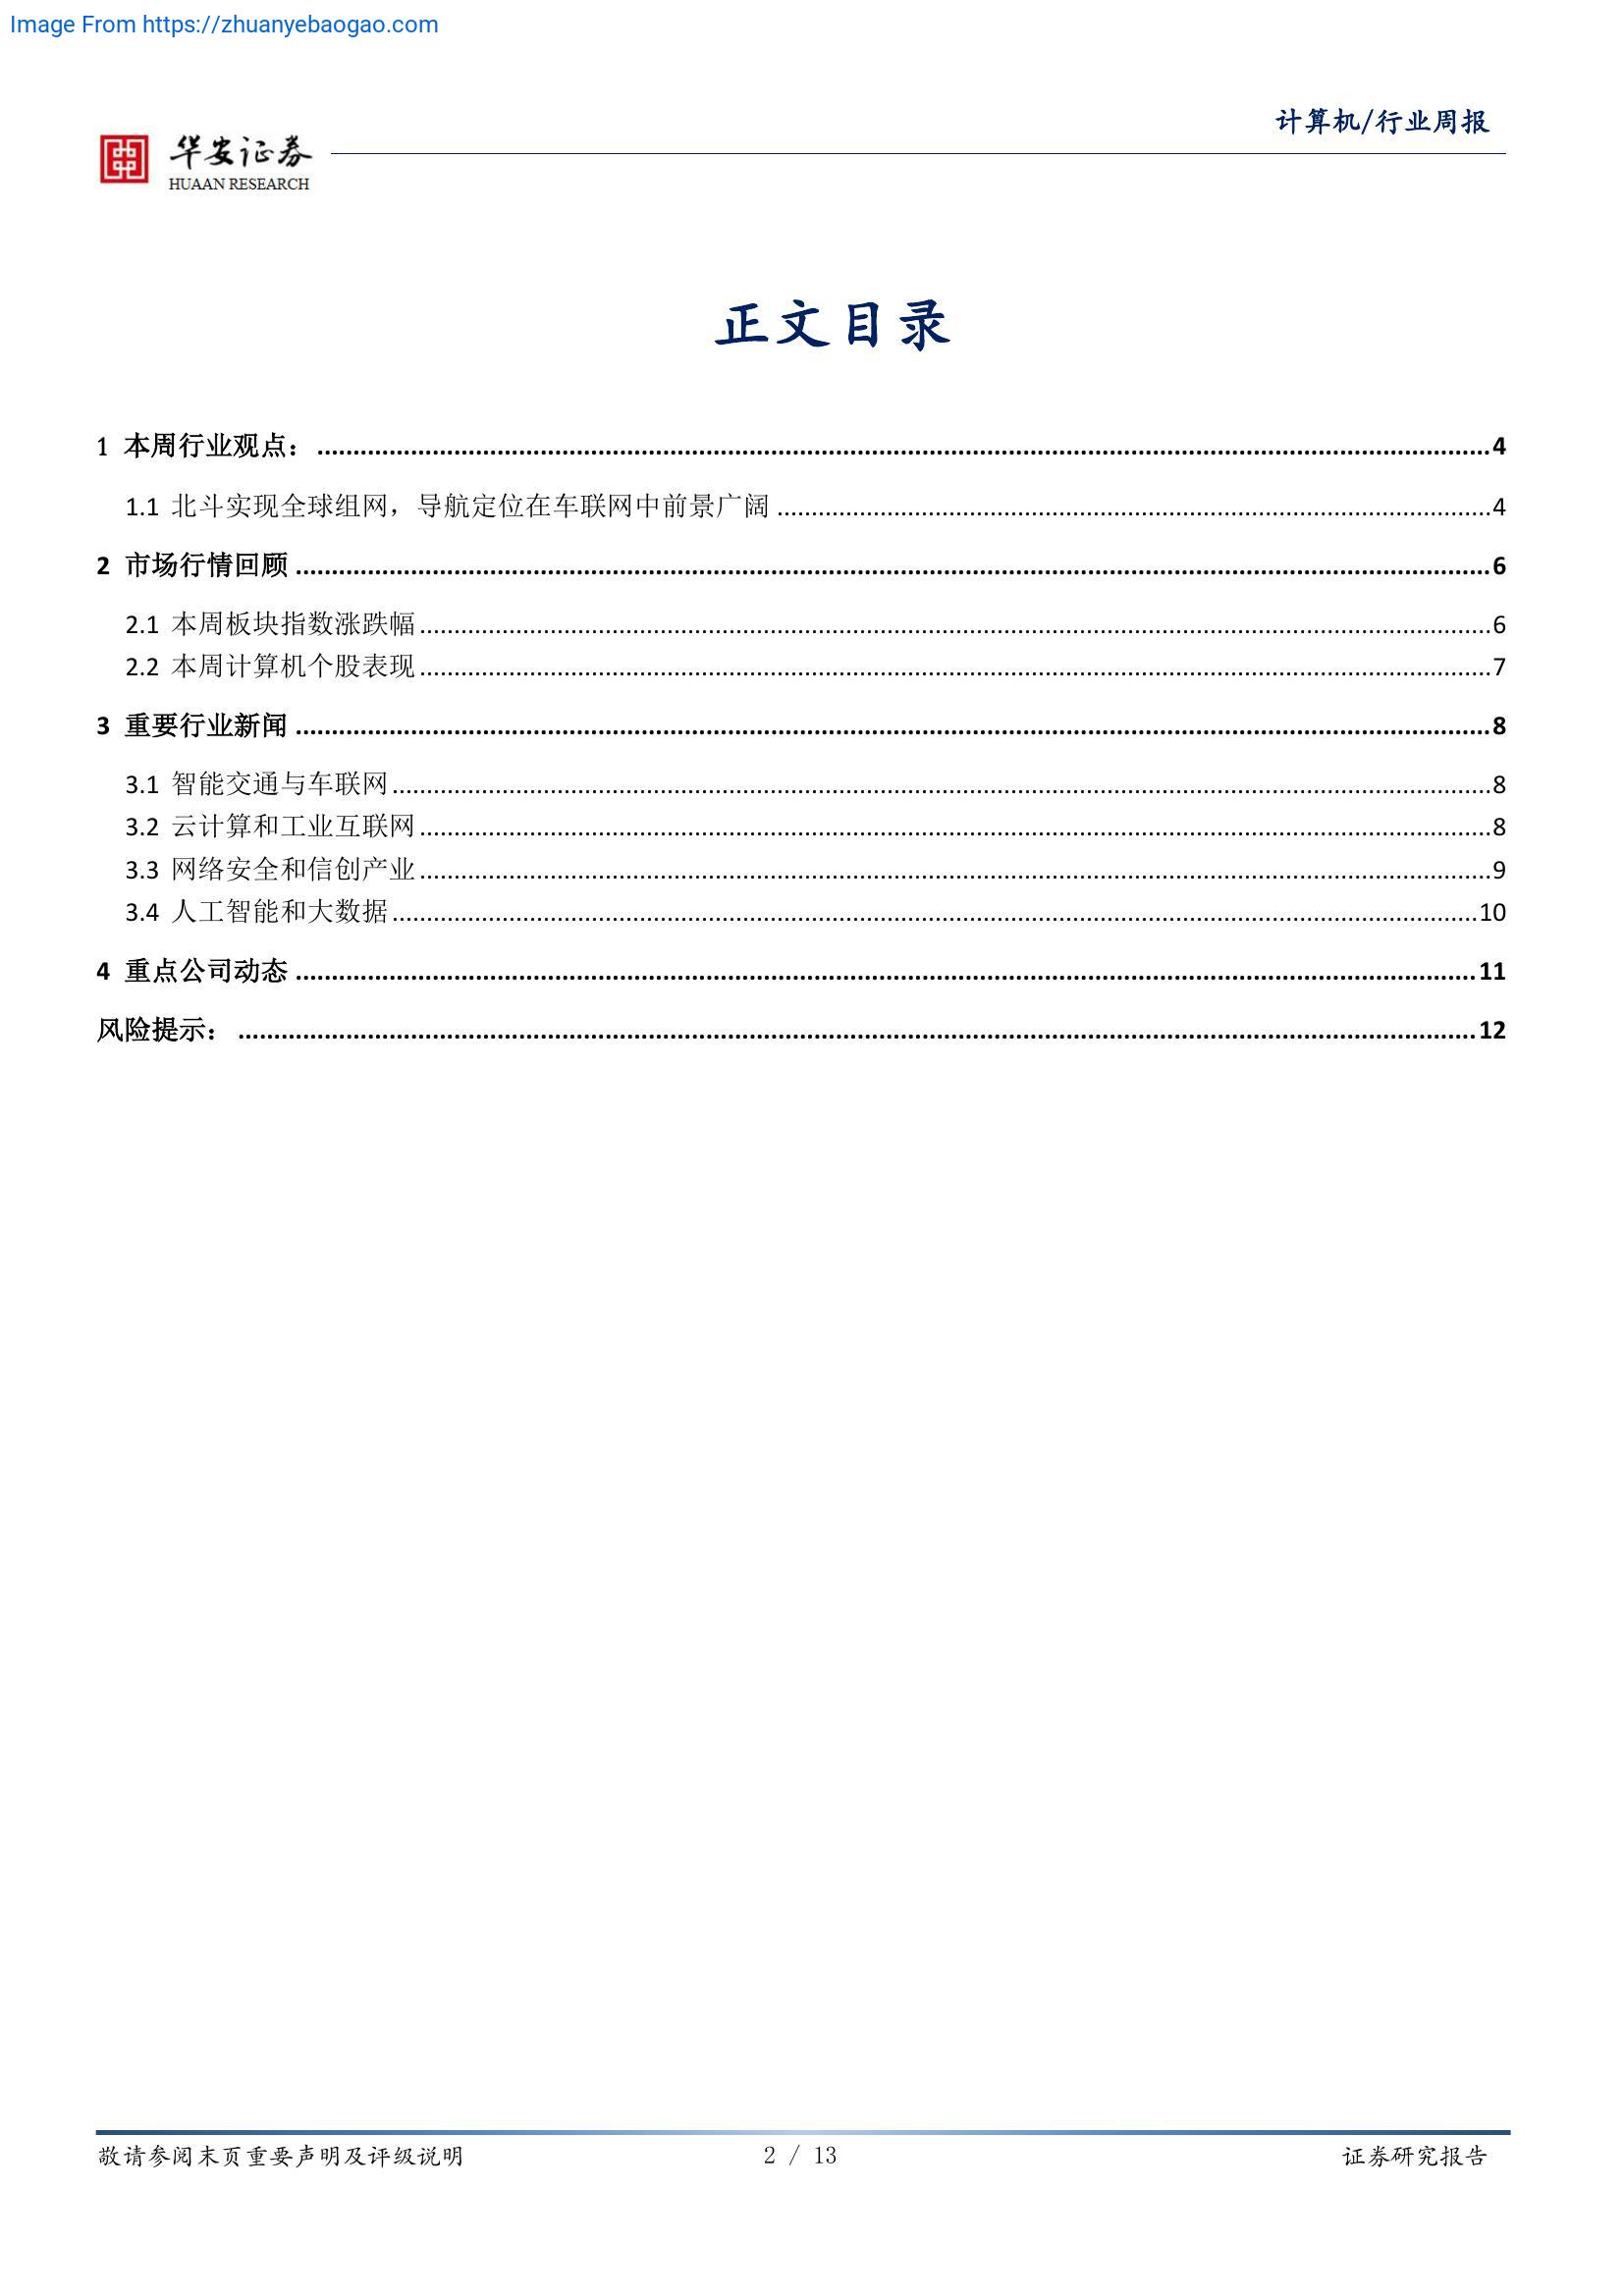 Image From https://zhuanyebaogao.com
计算机/行业周报
华安证券
HUAAN RESEARCH
正文目录
1 本周行业观点：4
1.1 北斗实现全球组网，导航定位在车联网中前景广阔 4
2 市场行情回顾 6
2.1 本周板块指数涨跌幅 6
2.2 本周计算机个股表现 7
3 重要行业新闻 8
3.1 智能交通与车联网 8
3.2 云计算和工业互联网 8
3.3 网络安全和信创产业 9
3.4 人工智能和大数据 10
4 重点公司动态 11
风险提示：12
敬请参阅末页重要声明及评级说明 2 / 13 证券研究报告